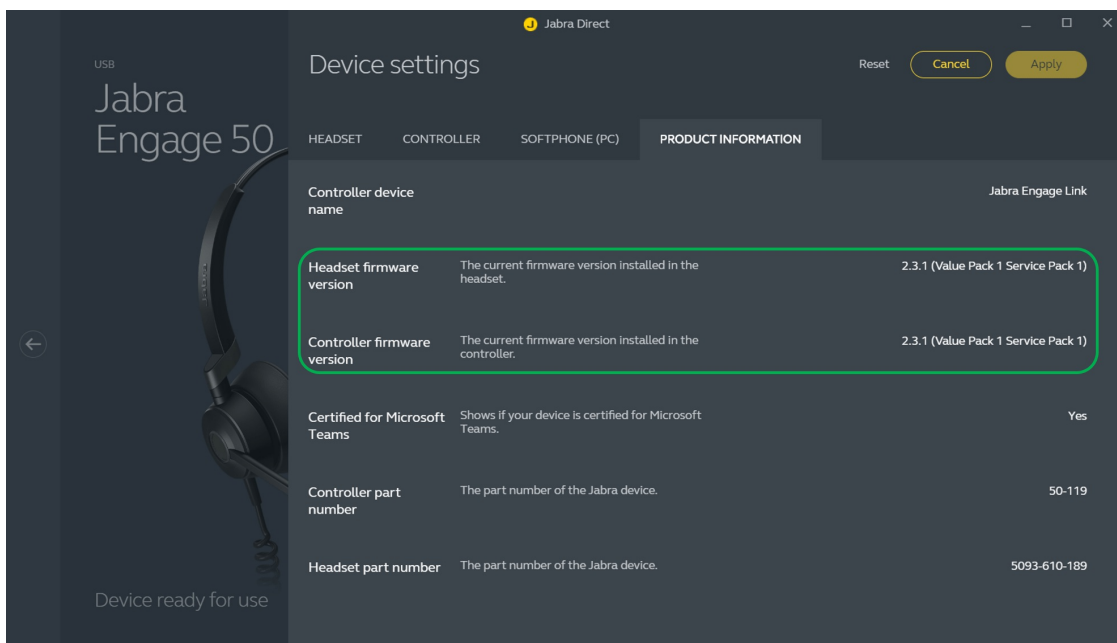 Jabra Direct
USB
Jabra
Engage 50
Device ready for use
Device settings
Reset
Cancel
Apply
HEADSET
CONTROLLER
SOFTPHONE (PC)
PRODUCT INFORMATION
Controller device
name
Jabra Engage Link
Headset firmware
version
The current firmware version installed in the
headset.
2.3.1 (Value Pack 1 Service Pack 1)
Controller firmware
version
The current firmware version installed in the
controller.
2.3.1 (Value Pack 1 Service Pack 1)
Certified for Microsoft
Teams
Shows if your device is certified for Microsoft
Teams.
Yes
Controller part
number
The part number of the Jabra device.
50-119
Headset part number
The part number of the Jabra device.
5093-610-189